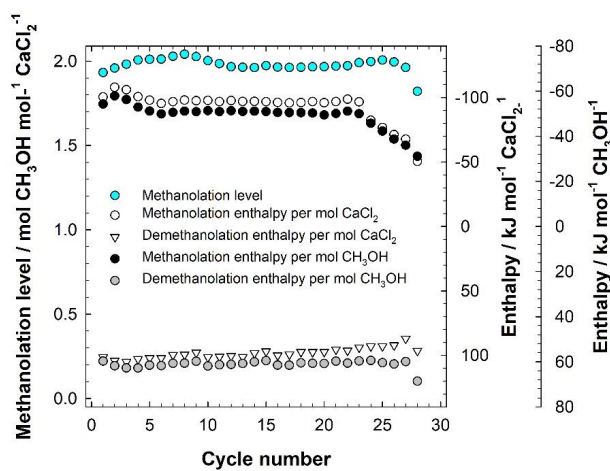 Methanolation level / mol CH₃OH mol⁻¹ CaCl₂⁻¹
2.0
1.5
1.0
0.5
0.0
Methanolation level
Methanolation enthalpy per mol CaCl₂
Demethanolation enthalpy per mol CaCl₂
Methanolation enthalpy per mol CH₃OH
Demethanolation enthalpy per mol CH₃OH
0 5 10 15 20 25 30
Cycle number
-100
-50
0
50
100
Enthalpy / kJ mol⁻¹ CaCl₂⁻¹
-80
-60
-40
-20
0
20
40
60
80
Enthalpy / kJ mol⁻¹ CH₃OH⁻¹